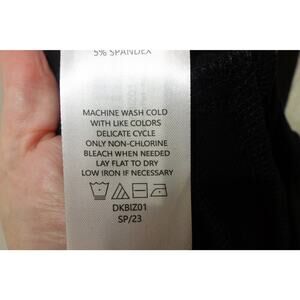 5% SPANDEX
MACHINE WASH COLD
WITH LIKE COLORS
DELICATE CYCLE
ONLY NON-CHLORINE
BLEACH WHEN NEEDED
LAY FLAT TO DRY
LOW IRON IF NECESSARY
DKBIZ01
SP/23